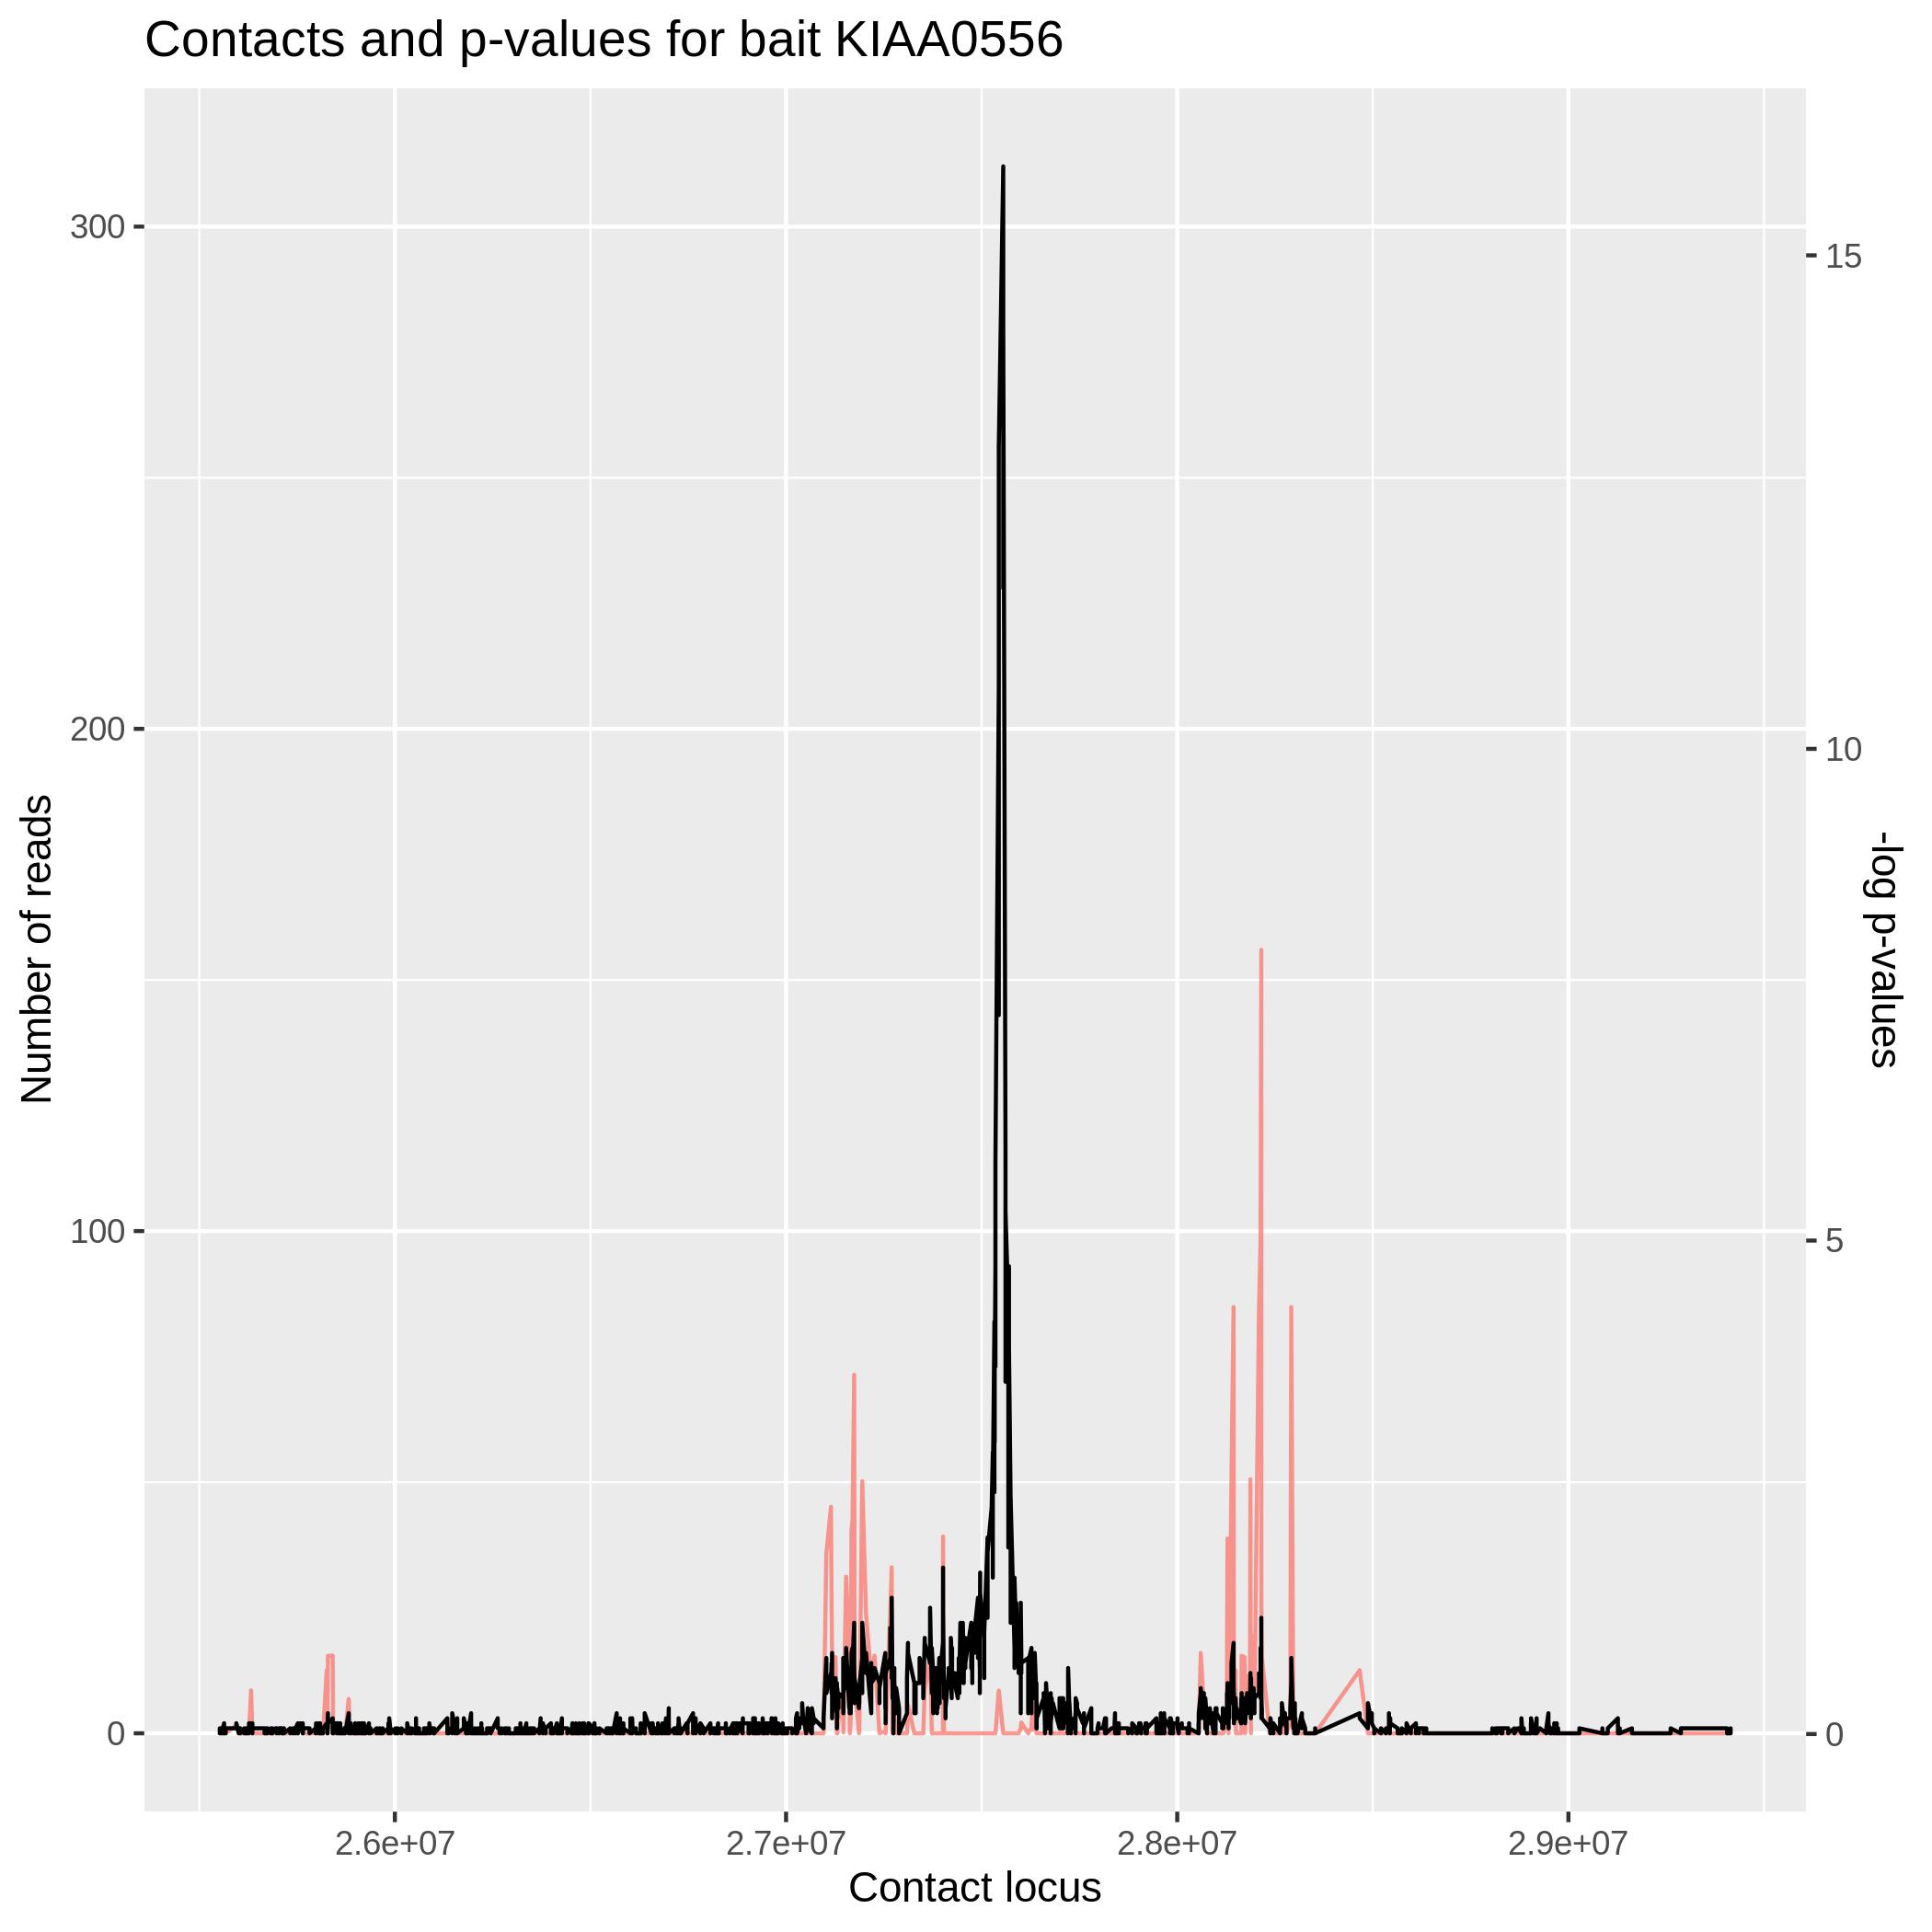 Contacts and p-values for bait KIAA0556
300
200
100
0
Number of reads
15
10
5
0
-log p-values
2.6e+07
2.7e+07
2.8e+07
2.9e+07
Contact locus